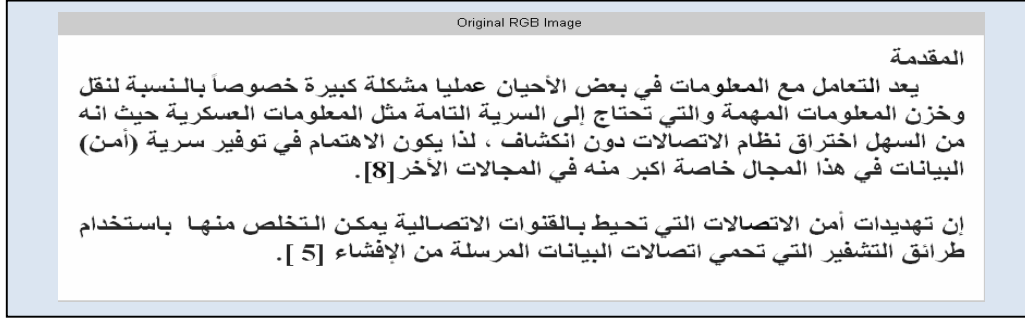 Original RGB Image
المقدمة
يعد التعامل مع المعلومات في بعض الأحيان عمليا مشكلة كبيرة خصوصاً بالنسبة لنقل
وخزن المعلومات المهمة والتي تحتاج إلى السرية التامة مثل المعلومات العسكرية حيث انه
من السهل اختراق نظام الاتصالات دون انكشاف ، لذا يكون الاهتمام في توفير سرية (أمن)
البيانات في هذا المجال خاصة اكبر منه في المجالات الأخر[8].
إن تهديدات أمن الاتصالات التي تحيط بالقنوات الاتصالية يمكن التخلص منها باستخدام
طرائق التشفير التي تحمي اتصالات البيانات المرسلة من الإفشاء [5 ].